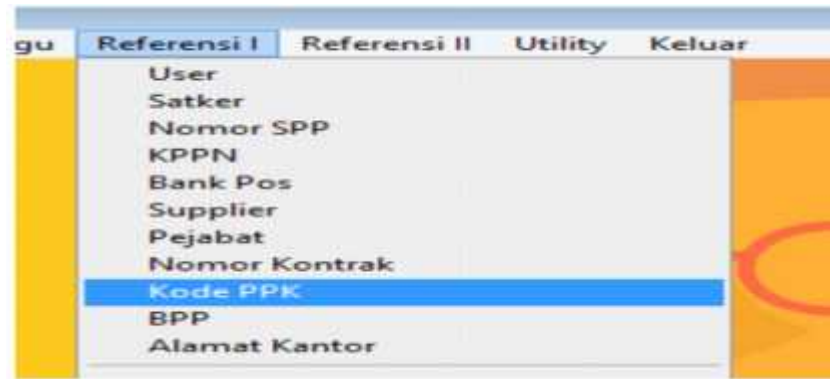 gu Referensi I Referensi II Utility Keluar
User
Satker
Nomor SPP
KPPN
Bank Pos
Supplier
Pejabat
Nomor Kontrak
Kode PPK
BPP
Alamat Kantor